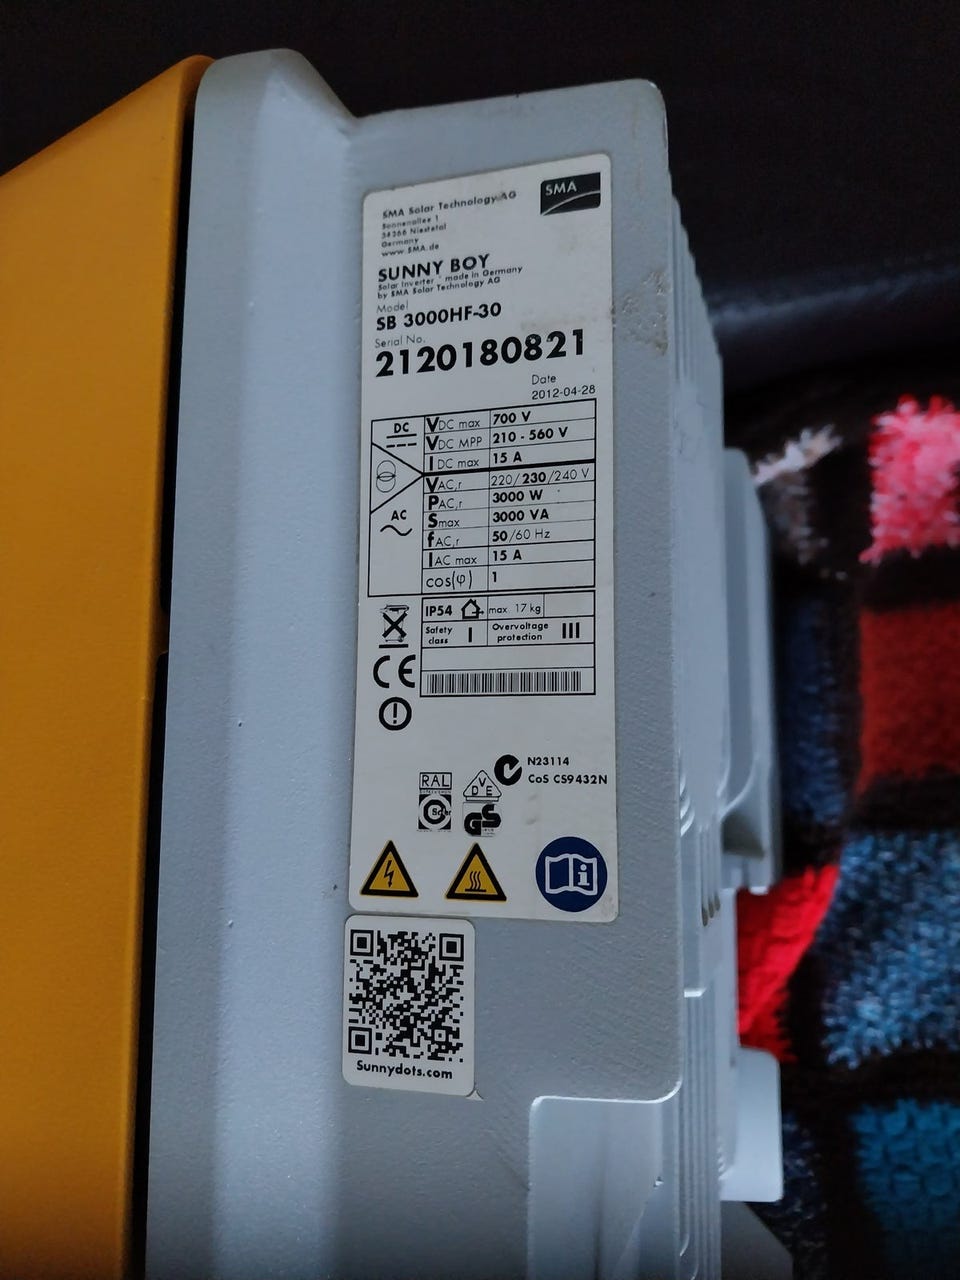 SMA Solar Technology AG
Sonnenallee 1
34266 Niestetal
Germany
www.SMA.de
SMA
SUNNY BOY
Solar Inverter - made in Germany
by SMA Solar Technology AG
Model
SB 3000HF-30
Serial No.
2120180821
Date
2012-04-28
DC
VDC max 700 V
VDC MPP 210 - 560 V
IDC max 15 A
AC
VAC,r 220/230/240 V
PAC,r 3000 W
Smax 3000 VA
fAC,r 50/60 Hz
IAC max 15 A
cos(φ) 1
IP54 max. 17 kg
Safety class I Overvoltage protection III
CE
N23114
CoS CS9432N
RAL
Solar
DVE
GS
i
Sunnydots.com